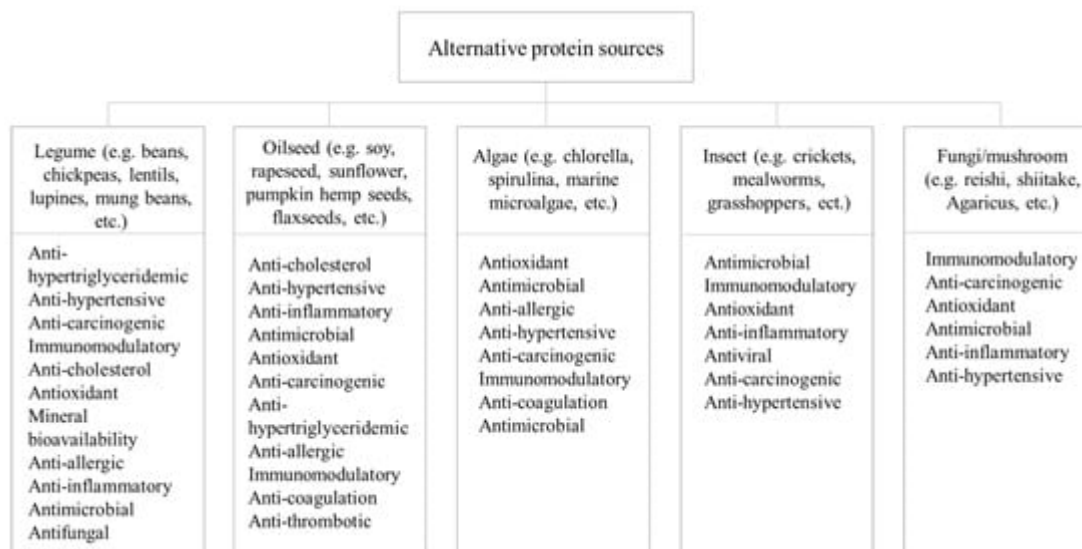 Alternative protein sources
Legume (e.g. beans,
chickpeas, lentils,
lupines, mung beans,
etc.)
Anti-
hypertriglyceridemic
Anti-hypertensive
Anti-carcinogenic
Immunomodulatory
Anti-cholesterol
Antioxidant
Mineral
bioavailability
Anti-allergic
Anti-inflammatory
Antimicrobial
Antifungal
Oilseed (e.g. soy,
rapeseed, sunflower,
pumpkin hemp seeds,
flaxseeds, etc.)
Anti-cholesterol
Anti-hypertensive
Anti-inflammatory
Antimicrobial
Antioxidant
Anti-carcinogenic
Anti-
hypertriglyceridemic
Anti-allergic
Immunomodulatory
Anti-coagulation
Anti-thrombotic
Algae (e.g. chlorella,
spirulina, marine
microalgae, etc.)
Antioxidant
Antimicrobial
Anti-allergic
Anti-hypertensive
Anti-carcinogenic
Immunomodulatory
Anti-coagulation
Antimicrobial
Insect (e.g. crickets,
mealworms,
grasshoppers, ect.)
Antimicrobial
Immunomodulatory
Antioxidant
Anti-inflammatory
Antiviral
Anti-carcinogenic
Anti-hypertensive
Fungi/mushroom
(e.g. reishi, shiitake,
Agaricus, etc.)
Immunomodulatory
Anti-carcinogenic
Antioxidant
Antimicrobial
Anti-inflammatory
Anti-hypertensive